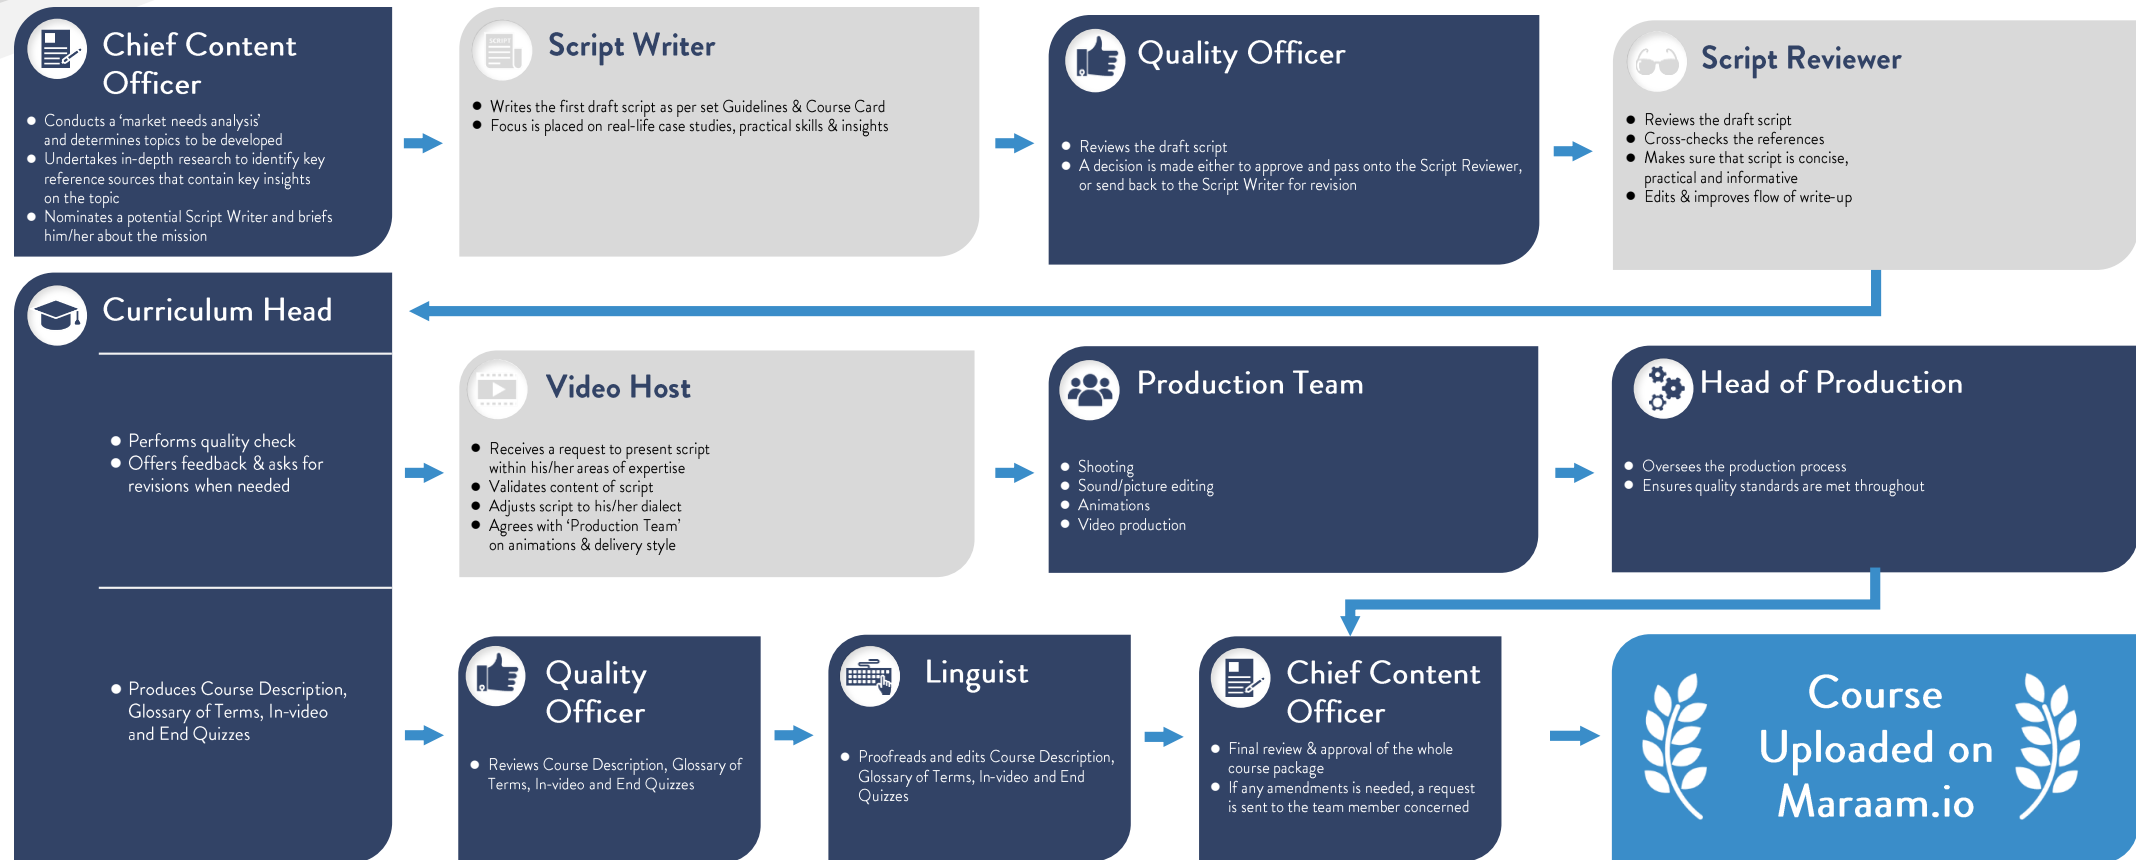 Chief Content
Officer
● Conducts a ‘market needs analysis’
and determines topics to be developed
● Undertakes in-depth research to identify key
reference sources that contain key insights
on the topic
● Nominates a potential Script Writer and briefs
him/her about the mission
SCRIPT
Script Writer
● Writes the first draft script as per set Guidelines & Course Card
● Focus is placed on real-life case studies, practical skills & insights
Quality Officer
● Reviews the draft script
● A decision is made either to approve and pass onto the Script Reviewer,
or send back to the Script Writer for revision
Script Reviewer
● Reviews the draft script
● Cross-checks the references
● Makes sure that script is concise,
practical and informative
● Edits & improves flow of write-up
Curriculum Head
● Performs quality check
● Offers feedback & asks for
revisions when needed
● Produces Course Description,
Glossary of Terms, In-video
and End Quizzes
Video Host
● Receives a request to present script
within his/her areas of expertise
● Validates content of script
● Adjusts script to his/her dialect
● Agrees with ‘Production Team’
on animations & delivery style
Production Team
● Shooting
● Sound/picture editing
● Animations
● Video production
Head of Production
● Oversees the production process
● Ensures quality standards are met throughout
Quality
Officer
● Reviews Course Description, Glossary of
Terms, In-video and End Quizzes
Linguist
● Proofreads and edits Course Description,
Glossary of Terms, In-video and End
Quizzes
Chief Content
Officer
● Final review & approval of the whole
course package
● If any amendments is needed, a request
is sent to the team member concerned
Course
Uploaded on
Maraam.io